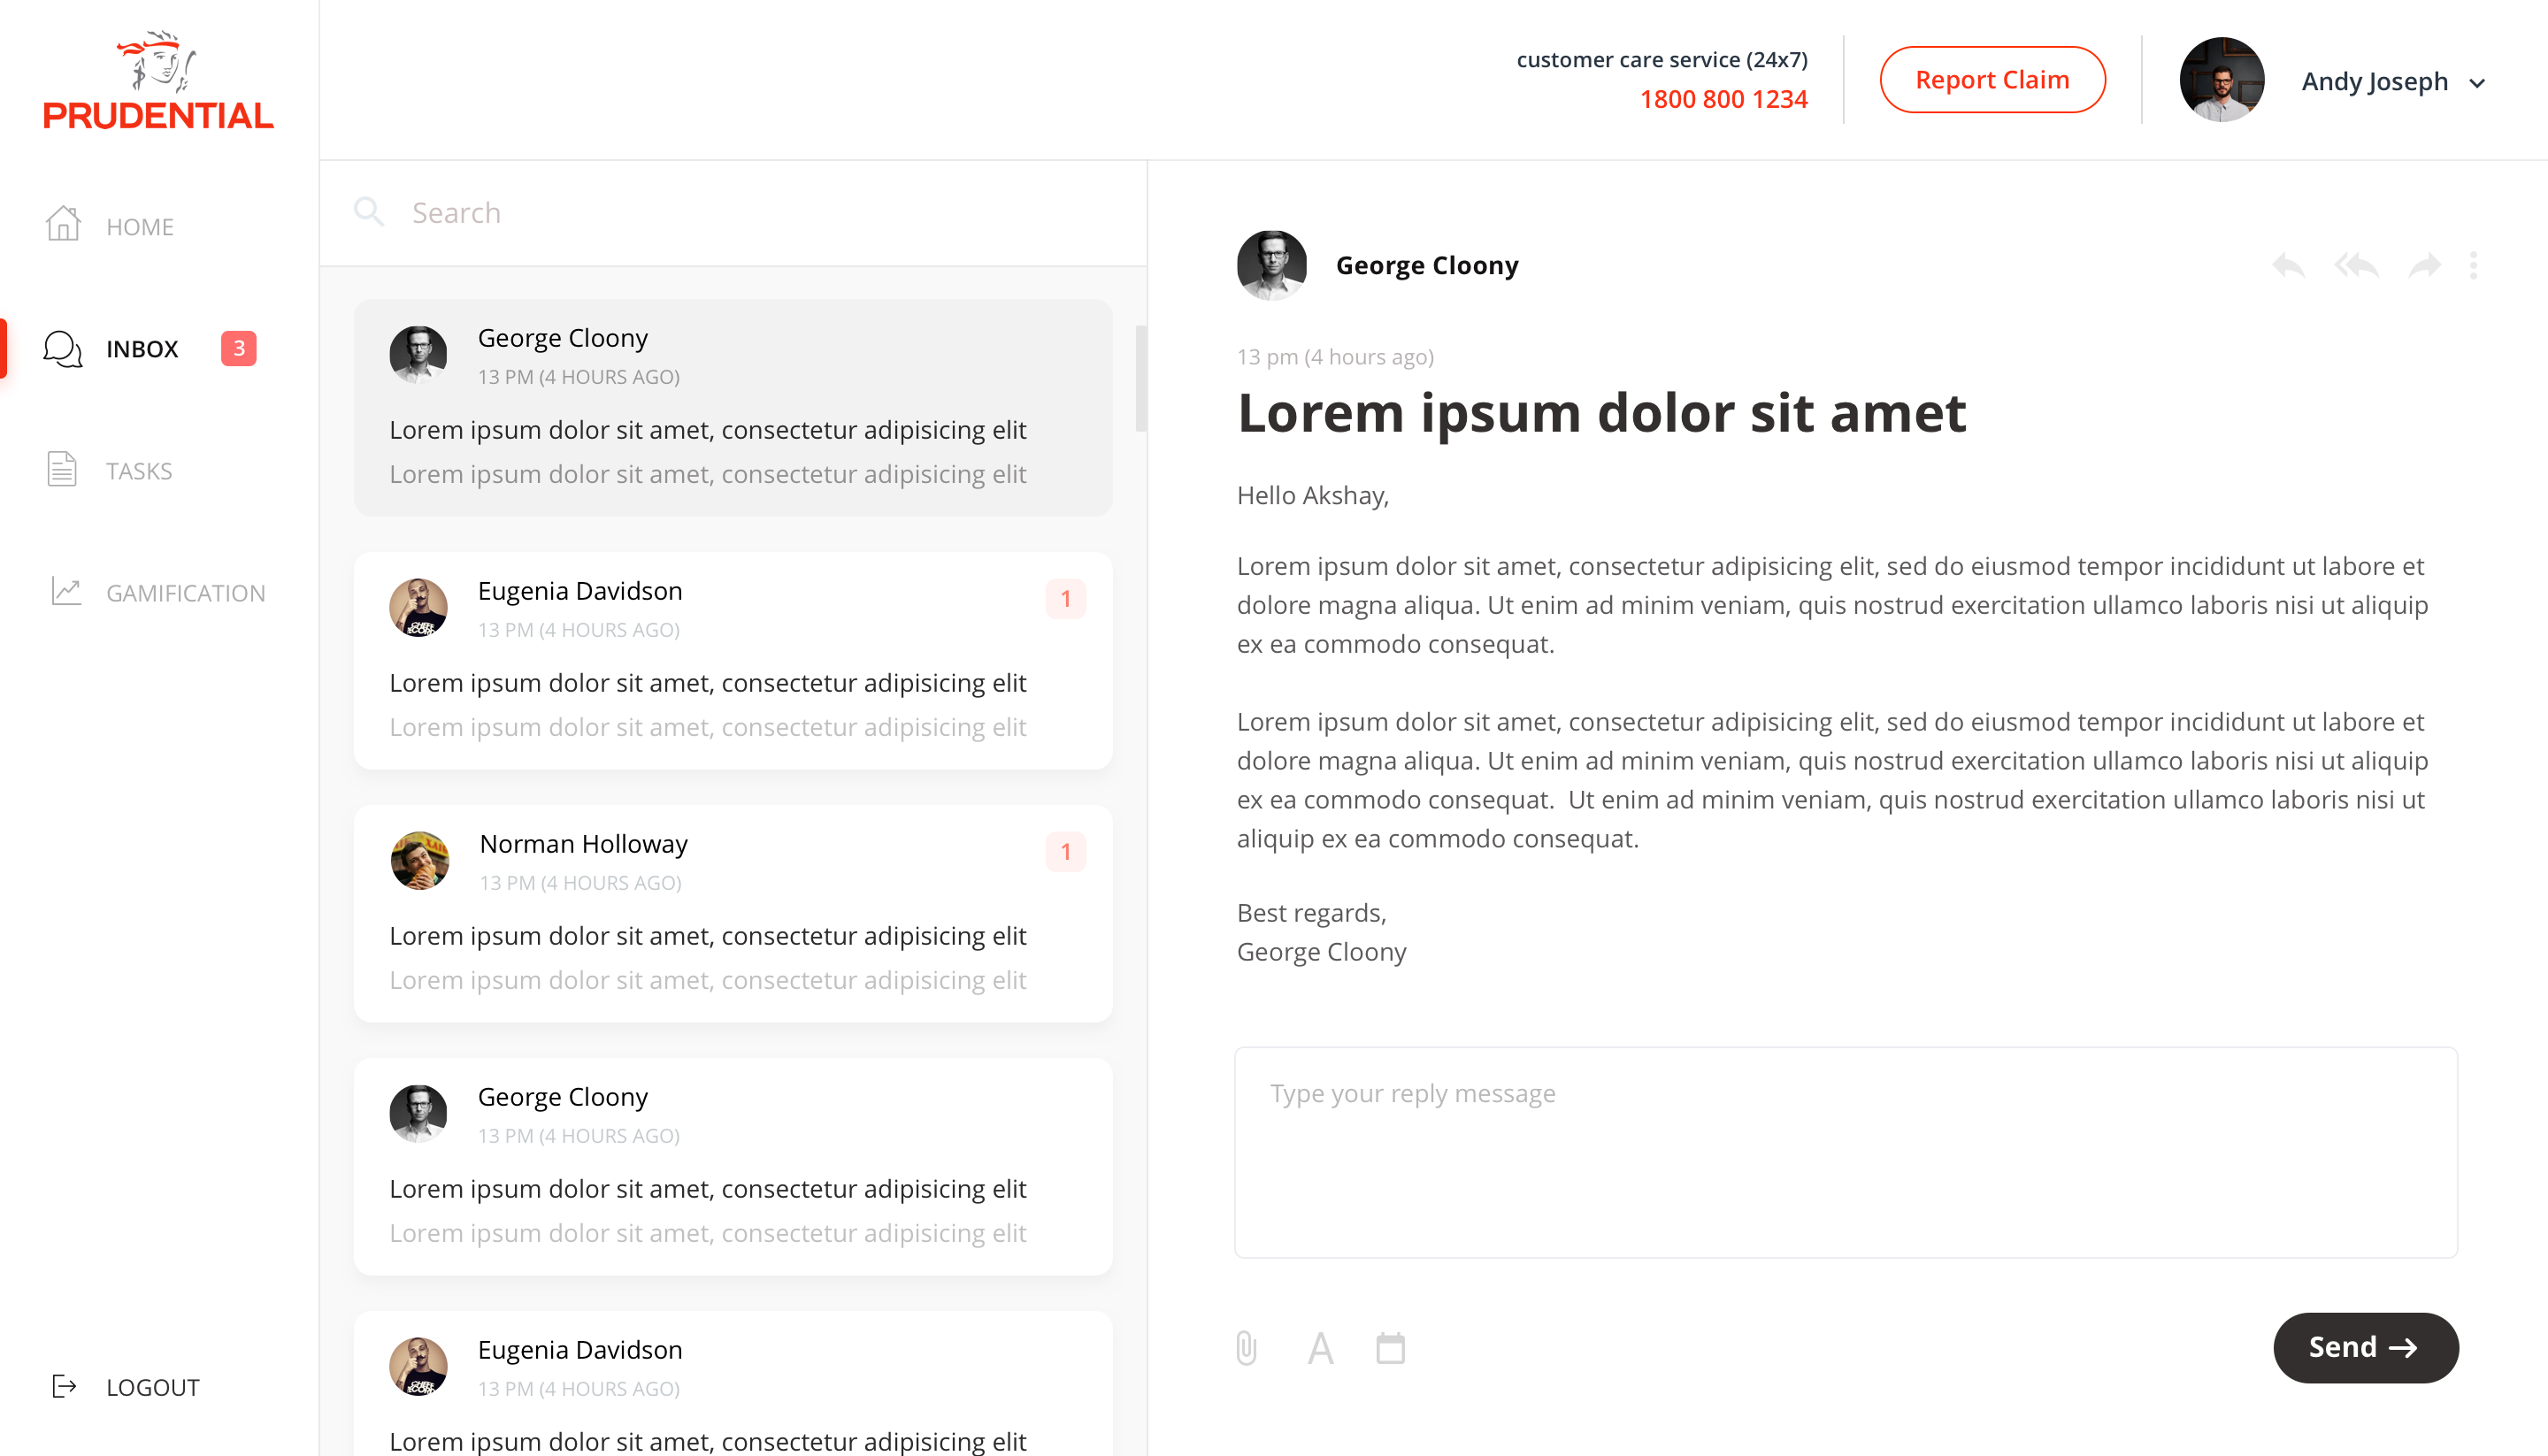 PRUDENTIAL
HOME
INBOX 3
TASKS
GAMIFICATION
LOGOUT
customer care service (24x7)
1800 800 1234
Report Claim
Andy Joseph
Search
George Cloony
13 PM (4 HOURS AGO)
Lorem ipsum dolor sit amet, consectetur adipisicing elit
Lorem ipsum dolor sit amet, consectetur adipisicing elit
Eugenia Davidson
1
13 PM (4 HOURS AGO)
Lorem ipsum dolor sit amet, consectetur adipisicing elit
Lorem ipsum dolor sit amet, consectetur adipisicing elit
Norman Holloway
1
13 PM (4 HOURS AGO)
Lorem ipsum dolor sit amet, consectetur adipisicing elit
Lorem ipsum dolor sit amet, consectetur adipisicing elit
George Cloony
13 PM (4 HOURS AGO)
Lorem ipsum dolor sit amet, consectetur adipisicing elit
Lorem ipsum dolor sit amet, consectetur adipisicing elit
Eugenia Davidson
13 PM (4 HOURS AGO)
Lorem ipsum dolor sit amet, consectetur adipisicing elit
George Cloony
13 pm (4 hours ago)
Lorem ipsum dolor sit amet
Hello Akshay,
Lorem ipsum dolor sit amet, consectetur adipisicing elit, sed do eiusmod tempor incididunt ut labore et
dolore magna aliqua. Ut enim ad minim veniam, quis nostrud exercitation ullamco laboris nisi ut aliquip
ex ea commodo consequat.
Lorem ipsum dolor sit amet, consectetur adipisicing elit, sed do eiusmod tempor incididunt ut labore et
dolore magna aliqua. Ut enim ad minim veniam, quis nostrud exercitation ullamco laboris nisi ut aliquip
ex ea commodo consequat.  Ut enim ad minim veniam, quis nostrud exercitation ullamco laboris nisi ut
aliquip ex ea commodo consequat.
Best regards,
George Cloony
Type your reply message
A
Send